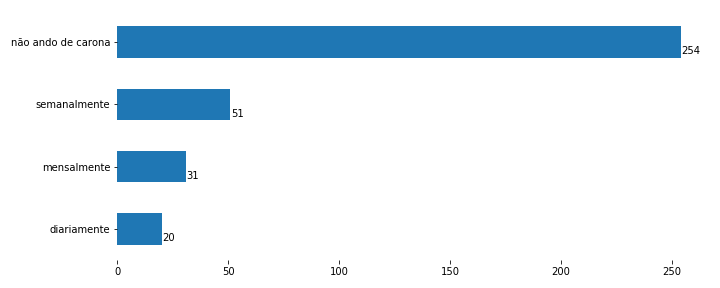 não ando de carona
254
semanalmente
51
mensalmente
31
diariamente
20
0 50 100 150 200 250